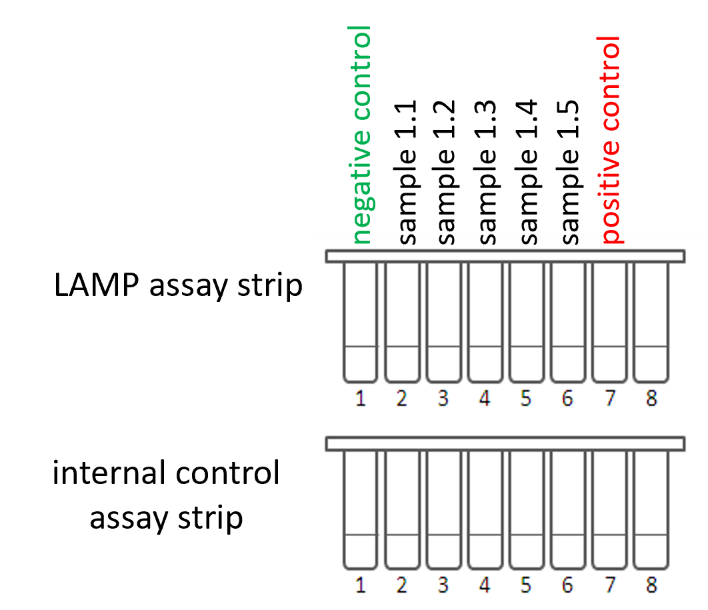 negative control
sample 1.1
sample 1.2
sample 1.3
sample 1.4
sample 1.5
positive control
LAMP assay strip
1 2 3 4 5 6 7 8
internal control
assay strip
1 2 3 4 5 6 7 8